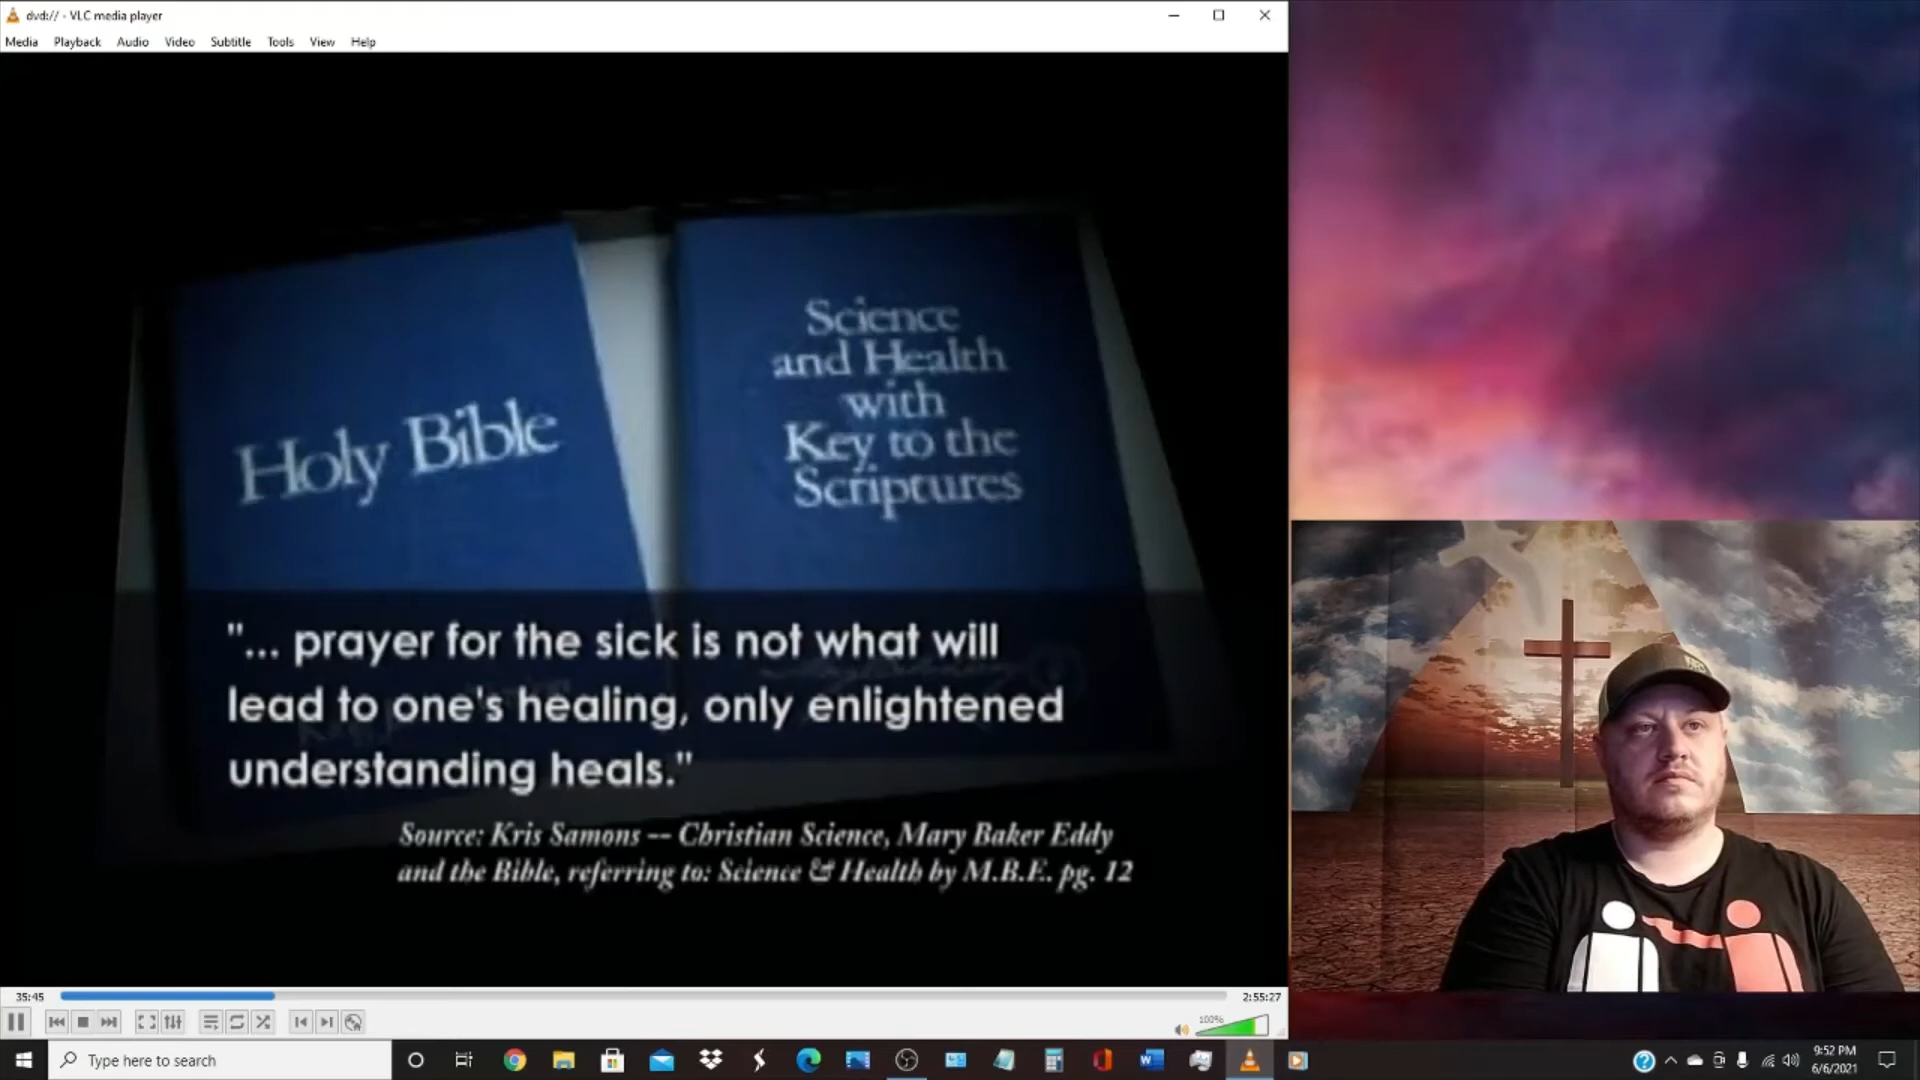 dvd:// - VLC media player
Media Playback Audio Video Subtitle Tools View Help
Holy Bible
Science
and Health
with
Key to the
Scriptures
"... prayer for the sick is not what will
lead to one's healing, only enlightened
understanding heals."
Source: Kris Samons -- Christian Science, Mary Baker Eddy
and the Bible, referring to: Science & Health by M.B.E. pg. 12
35:45
2:55:27
100%
Type here to search
9:52 PM
6/6/2021